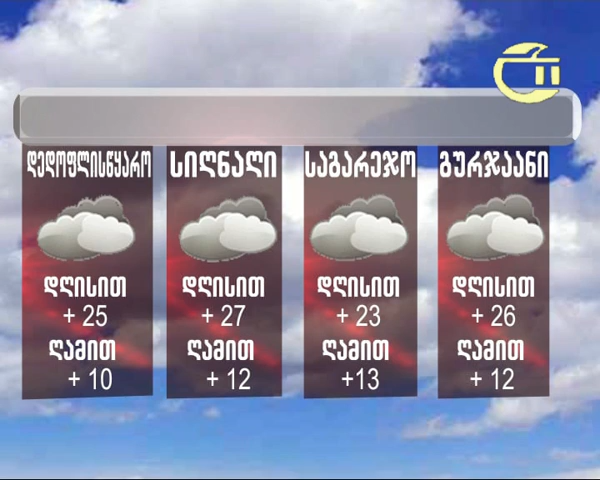 დედოფლისწყარო
დღისით
+ 25
ღამით
+ 10
სიღნაღი
დღისით
+ 27
ღამით
+ 12
საგარეჯო
დღისით
+ 23
ღამით
+13
გურჯაანი
დღისით
+ 26
ღამით
+ 12